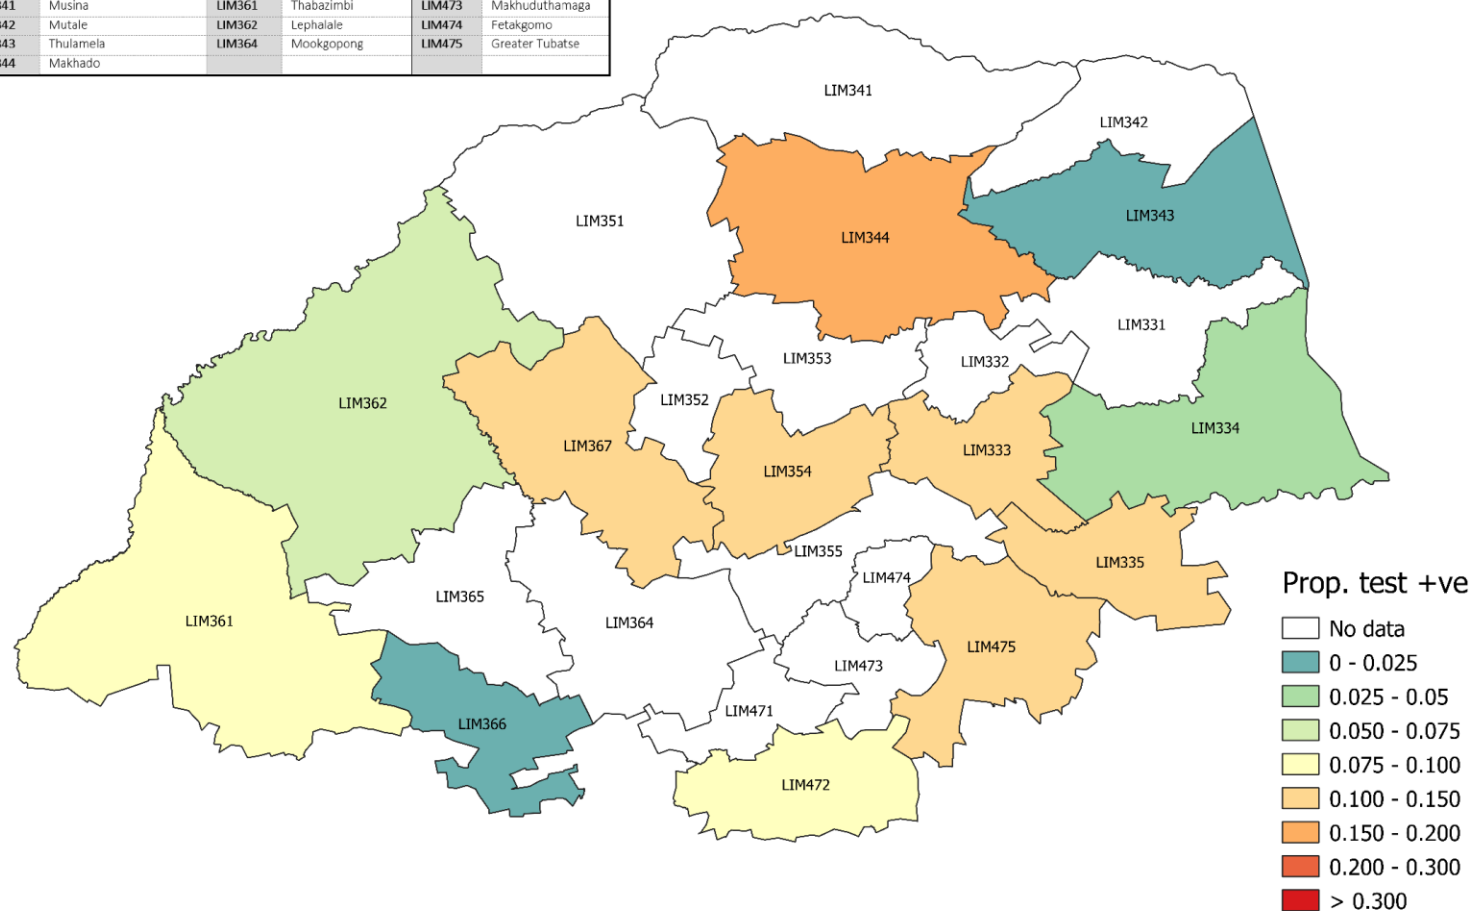 341 Musina LIM361 Thabazimbi LIM473 Makhuduthamaga
342 Mutale LIM362 Lephalale LIM474 Fetakgomo
343 Thulamela LIM364 Mookgopong LIM475 Greater Tubatse
344 Makhado
LIM341
LIM342
LIM351
LIM343
LIM344
LIM331
LIM353
LIM332
LIM352
LIM362
LIM334
LIM367
LIM333
LIM354
LIM355
LIM335
LIM474
LIM365
LIM361
LIM364
LIM475
LIM473
LIM471
LIM366
LIM472
Prop. test +ve
No data
0 - 0.025
0.025 - 0.05
0.050 - 0.075
0.075 - 0.100
0.100 - 0.150
0.150 - 0.200
0.200 - 0.300
> 0.300